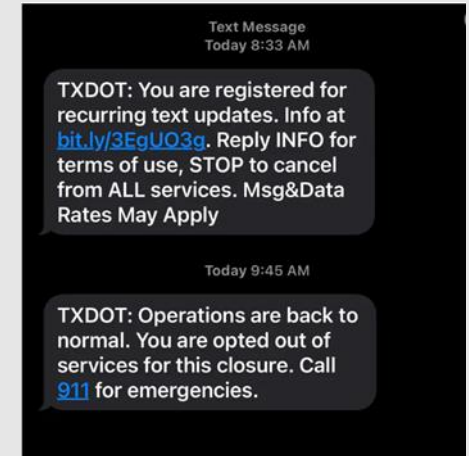 Text Message
Today 8:33 AM
TXDOT: You are registered for
recurring text updates. Info at
bit.ly/3EgUO3g. Reply INFO for
terms of use, STOP to cancel
from ALL services. Msg&Data
Rates May Apply
Today 9:45 AM
TXDOT: Operations are back to
normal. You are opted out of
services for this closure. Call
911 for emergencies.